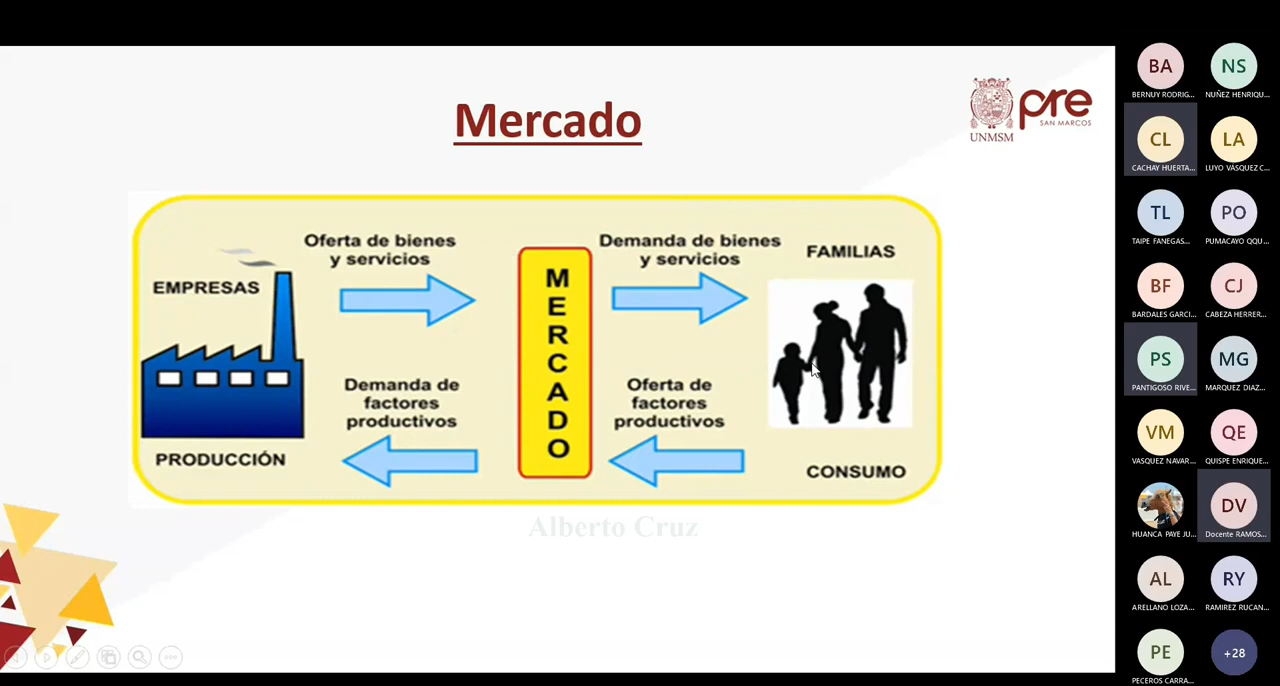 Mercado
UNMSM
pre
SAN MARCOS
Oferta de bienes
y servicios
Demanda de bienes
y servicios
FAMILIAS
EMPRESAS
MERCADO
Demanda de
factores
productivos
Oferta de
factores
productivos
PRODUCCIÓN
CONSUMO
Alberto Cruz
BA
BERNUY RODRIG...
NS
NUÑEZ HENRIQU...
CL
CACHAY HUERTA...
LA
LUYO VASQUEZ C...
TL
TAIPE FANEGAS...
PO
PUMACAYO QQU...
BF
BARDALES GARCI...
CJ
CABEZA HERRER...
PS
PANTIGOSO RIVE...
MG
MARQUEZ DIAZ...
VM
VASQUEZ NAVAR...
QE
QUISPE ENRIQUE...
HUANCA PAYE JU...
DV
Docente RAMOS...
AL
ARELLANO LOZA...
RY
RAMIREZ RUCAN...
PE
PECEROS CARRA...
+28